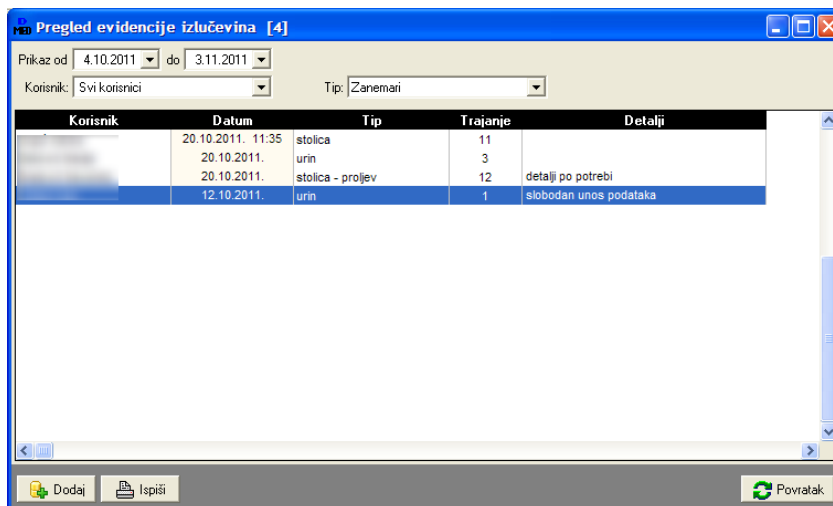 D MED Pregled evidencije izlučevina [4]
Prikaz od 4.10.2011 do 3.11.2011
Korisnik: Svi korisnici Tip: Zanemari
Korisnik Datum Tip Trajanje Detalji
20.10.2011. 11:35 stolica 11
20.10.2011. urin 3
20.10.2011. stolica - proljev 12 detalji po potrebi
12.10.2011. urin 1 slobodan unos podataka
Dodaj Ispiši Povratak